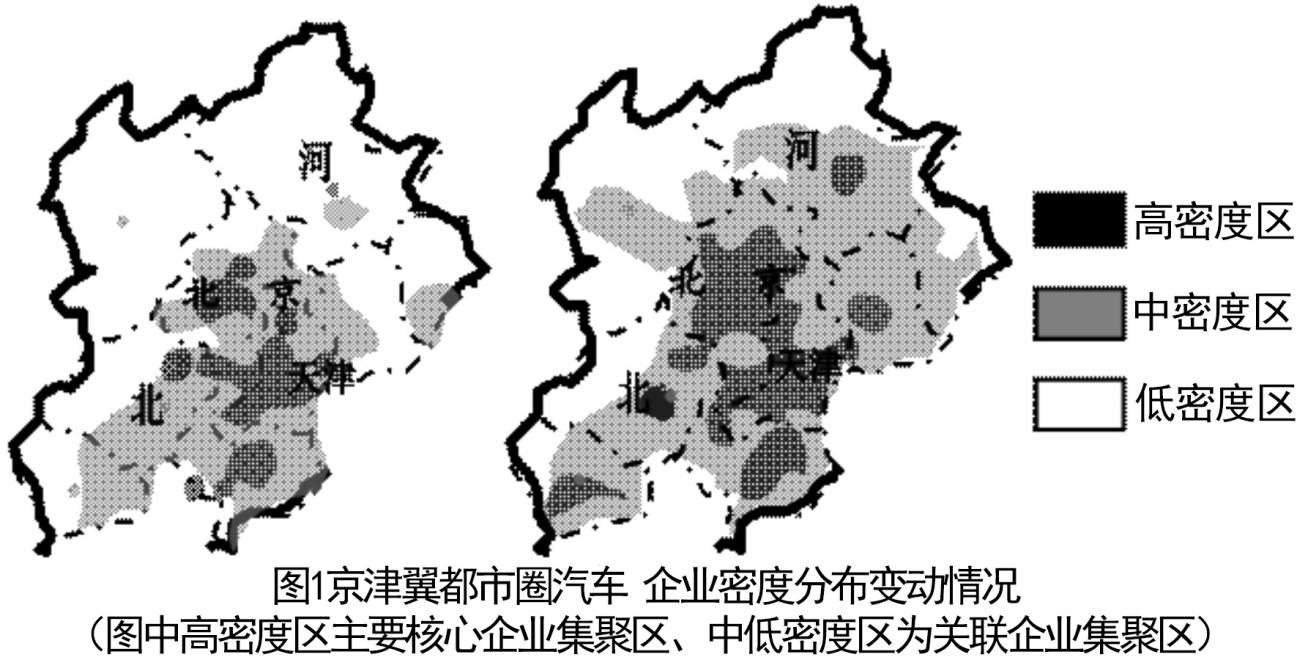 河
北
京
天津
北
河
北
京
天津
北
高密度区
中密度区
低密度区
图1京津翼都市圈汽车 企业密度分布变动情况
（图中高密度区主要核心企业集聚区、中低密度区为关联企业集聚区）